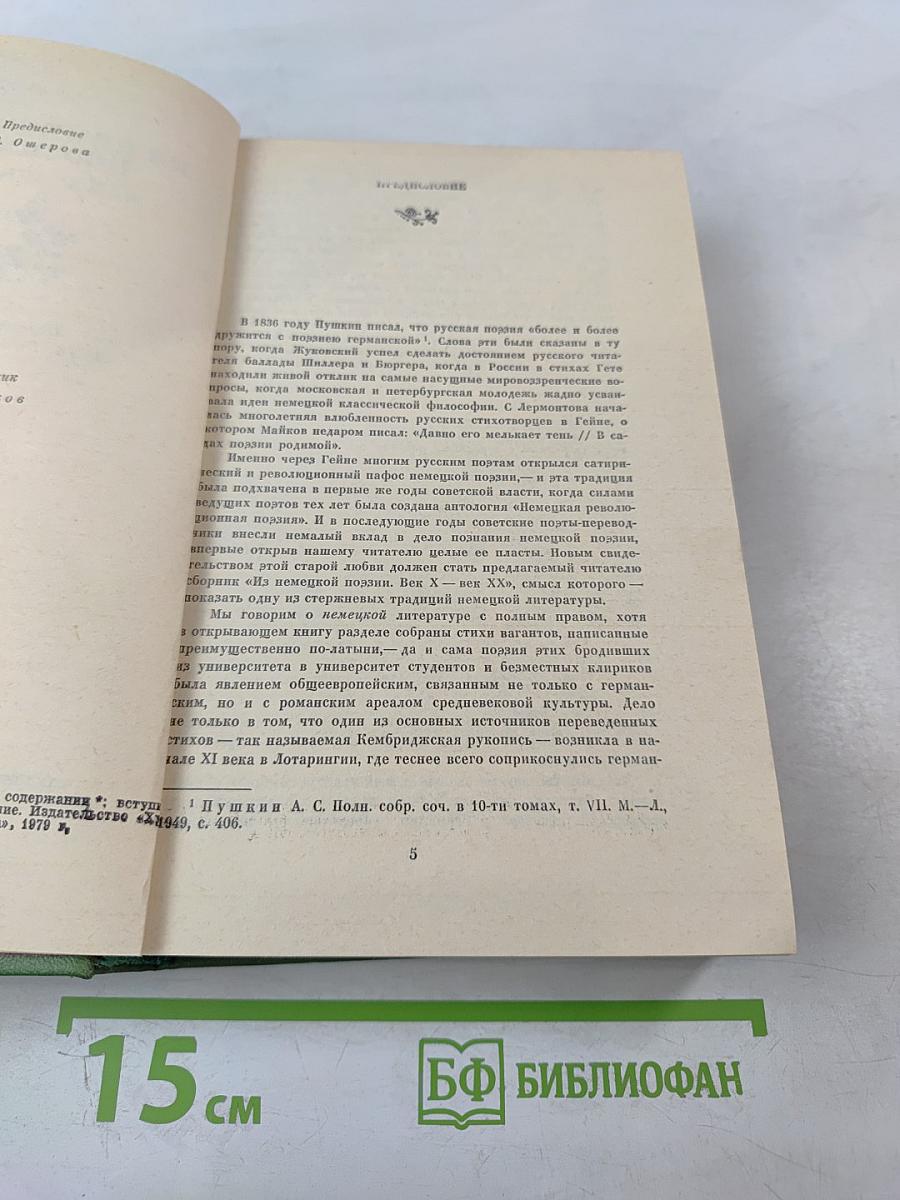 Предисловие
Ошерова
ик
ков
содержании *; вступ
ние. Издательство «Х
», 1979 г.
ПРЕДИСЛОВИЕ
В 1836 году Пушкин писал, что русская поэзия «более и более
дружится с поэзиею германской» ¹. Слова эти были сказаны в ту
пору, когда Жуковский успел сделать достоянием русского чита-
теля баллады Шиллера и Бюргера, когда в России в стихах Гете
находили живой отклик на самые насущные мировоззренческие во-
просы, когда московская и петербургская молодежь жадно усваи-
вала идеи немецкой классической философии. С Лермонтова нача-
лась многолетняя влюбленность русских стихотворцев в Гейне, о
котором Майков недаром писал: «Давно его мелькает тень // В са-
дах поэзии родимой».
Именно через Гейне многим русским поэтам открылся сатири-
ческий и революционный пафос немецкой поэзии,— и эта традиция
была подхвачена в первые же годы советской власти, когда силами
ведущих поэтов тех лет была создана антология «Немецкая револю-
ционная поэзия». И в последующие годы советские поэты-перевод-
чики внесли немалый вклад в дело познания немецкой поэзии,
впервые открыв нашему читателю целые ее пласты. Новым свиде-
тельством этой старой любви должен стать предлагаемый читателю
сборник «Из немецкой поэзии. Век X — век XX», смысл которого —
показать одну из стержневых традиций немецкой литературы.
Мы говорим о немецкой литературе с полным правом, хотя
в открывающем книгу разделе собраны стихи вагантов, написанные
преимущественно по-латыни,— да и сама поэзия этих бродивших
из университета в университет студентов и безместных клириков
была явлением общеевропейским, связанным не только с герман-
ским, но и с романским ареалом средневековой культуры. Дело
не только в том, что один из основных источников переведенных
стихов — так называемая Кембриджская рукопись — возникла в на-
чале XI века в Лотарингии, где теснее всего соприкоснулись герман-
¹ Пушкин А. С. Полн. собр. соч. в 10-ти томах, т. VII. М.—Л.,
1949, с. 406.
5
15 см
БФ БИБЛИОФАН